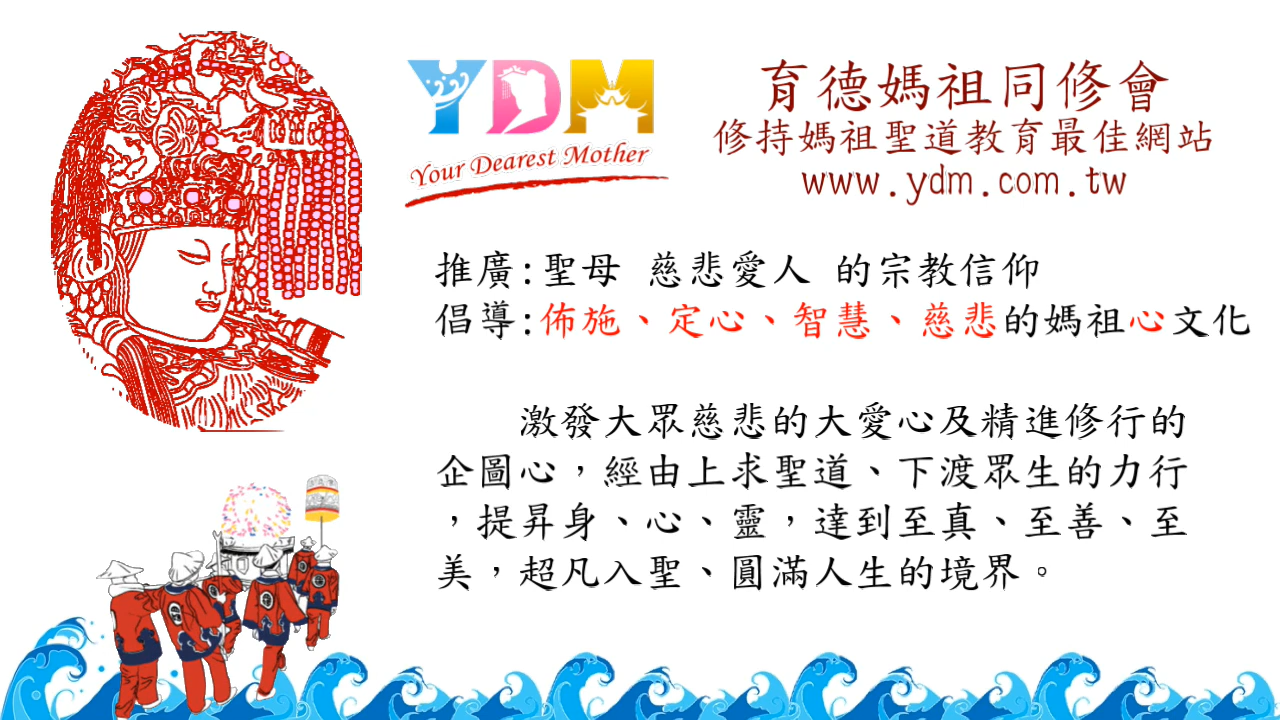 YDM
Your Dearest Mother
育德媽祖同修會
修持媽祖聖道教育最佳網站
www.ydm.com.tw
推廣:聖母 慈悲愛人 的宗教信仰
倡導:佈施、定心、智慧、慈悲的媽祖心文化
激發大眾慈悲的大愛心及精進修行的
企圖心，經由上求聖道、下渡眾生的力行
，提昇身、心、靈，達到至真、至善、至
美，超凡入聖、圓滿人生的境界。